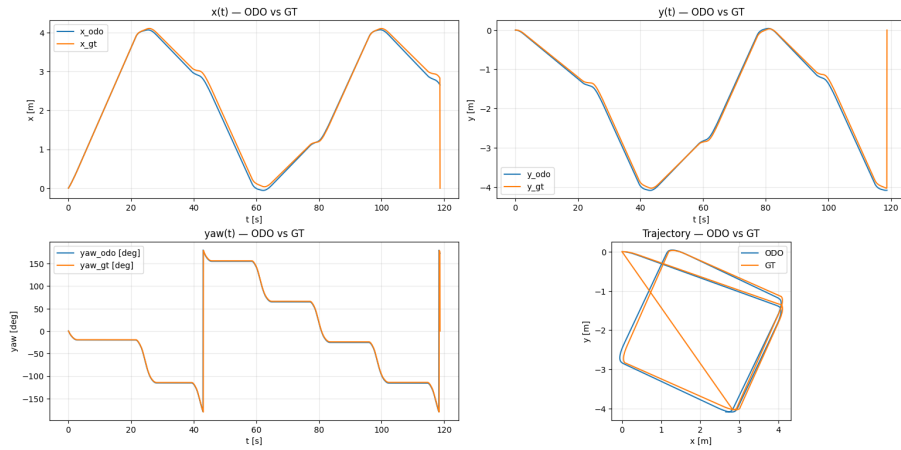 x(t) — ODO vs GT
x_odo
x_gt
x [m]
4
3
2
1
0
0 20 40 60 80 100 120
t [s]
y(t) — ODO vs GT
y_odo
y_gt
y [m]
0
−1
−2
−3
−4
0 20 40 60 80 100 120
t [s]
yaw(t) — ODO vs GT
yaw_odo [deg]
yaw_gt [deg]
yaw [deg]
150
100
50
0
−50
−100
−150
0 20 40 60 80 100 120
t [s]
Trajectory — ODO vs GT
ODO
GT
y [m]
0
−1
−2
−3
−4
0 1 2 3 4
x [m]